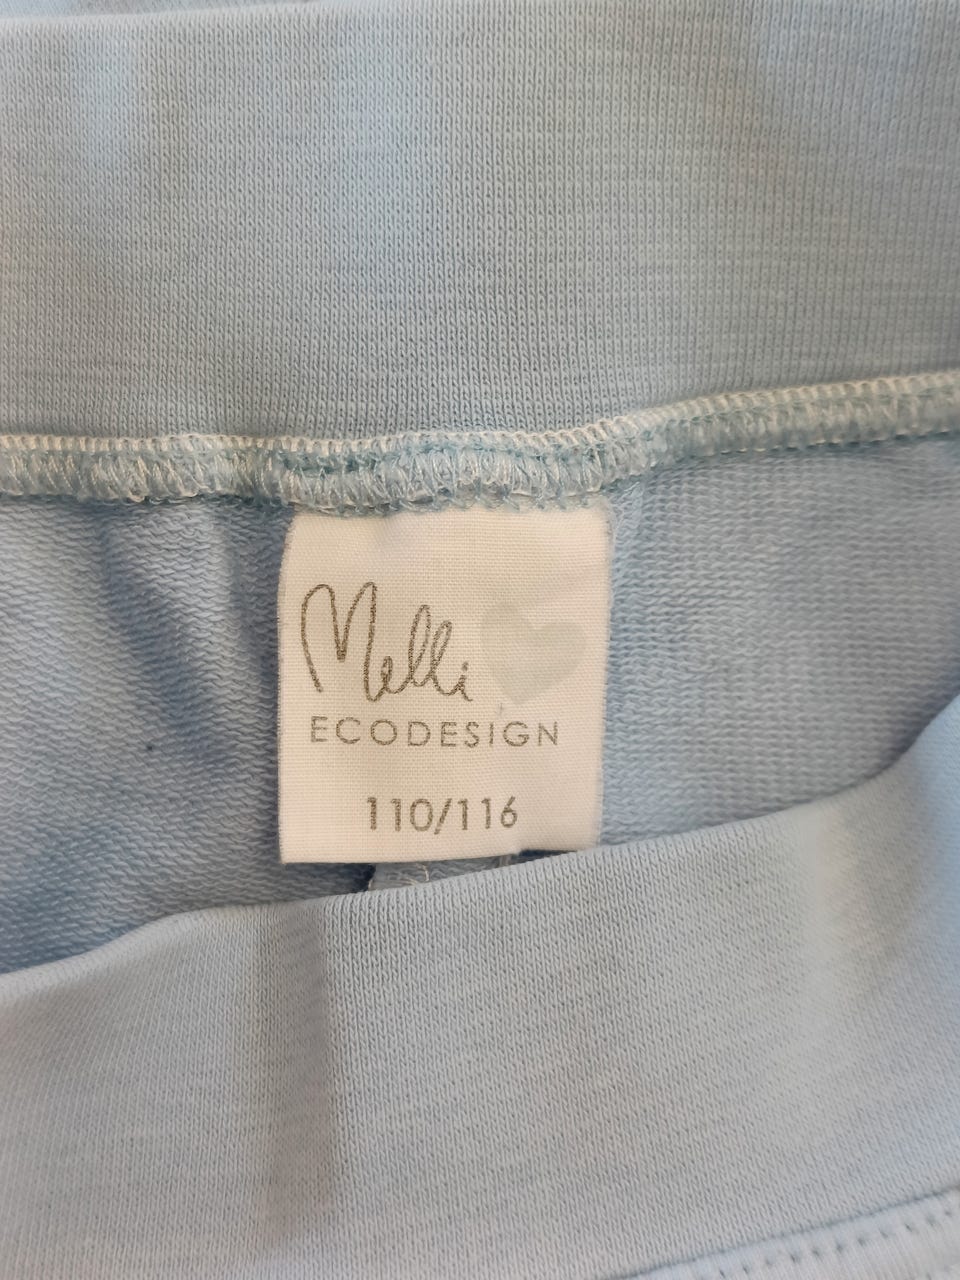 Melli
ECODESIGN
110/116